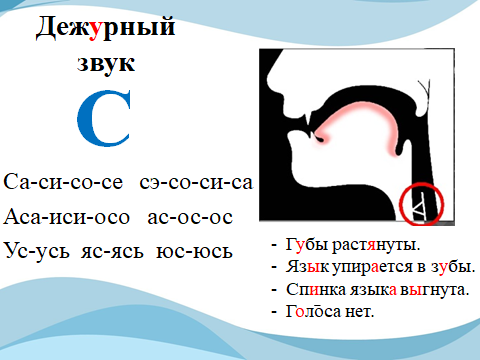 Дежурный
звук
С
Са-си-со-се сэ-со-си-са
Аса-иси-осо ас-ос-ос
Ус-усь яс-ясь юс-юсь
- Губы растянуты.
- Язык упирается в зубы.
- Спинка языка выгнута.
- Голоса нет.